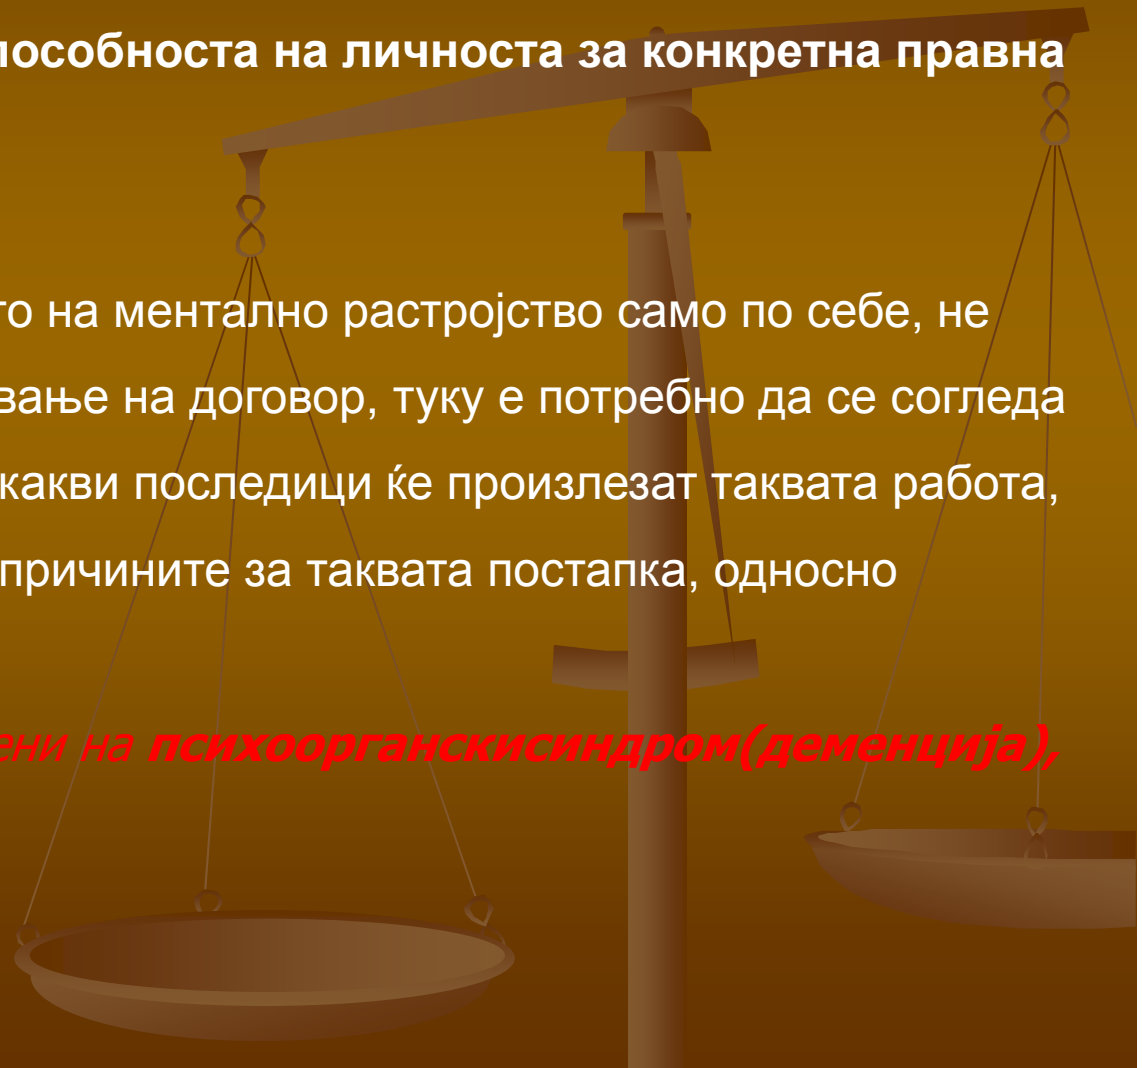 пособноста на личноста за конкретна правна
то на ментално растројство само по себе, не
вање на договор, туку е потребно да се согледа
какви последици ќе произлезат таквата работа,
причините за таквата постапка, односно
ени на психоорганскисиндром(деменција),